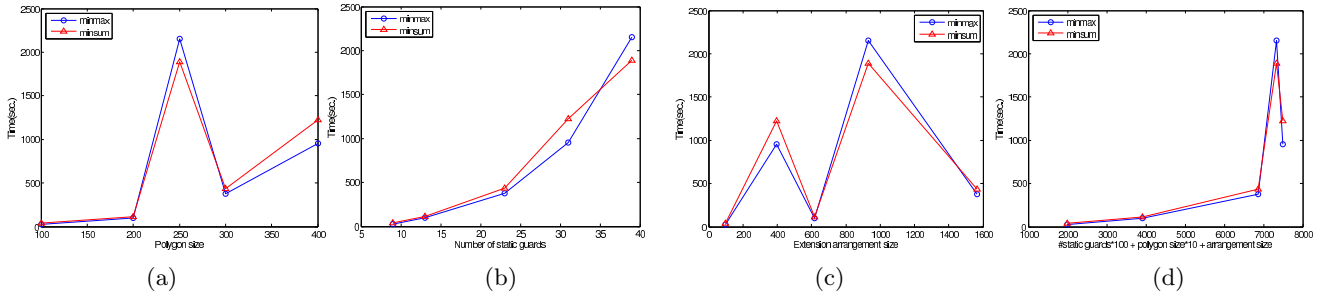 2500
2000
1500
1000
500
0
Time(sec.)
minmax
minsum
100 150 200 250 300 350 400
Polygon size
(a)
2500
2000
1500
1000
500
0
Time(sec.)
minmax
minsum
5 10 15 20 25 30 35 40
Number of static guards
(b)
2500
2000
1500
1000
500
0
Time(sec.)
minmax
minsum
0 200 400 600 800 1000 1200 1400 1600
Extension arrangement size
(c)
2500
2000
1500
1000
500
0
Time(sec.)
minmax
minsum
1000 2000 3000 4000 5000 6000 7000 8000
#static guards*100 + polygon size*10 + arrangement size
(d)